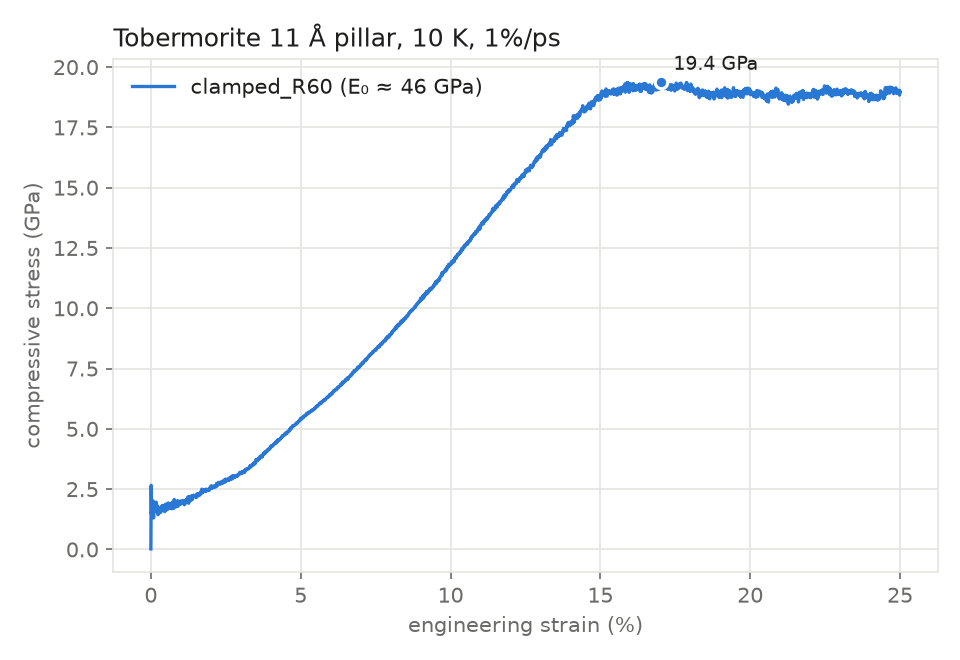 Tobermorite 11 Å pillar, 10 K, 1%/ps
19.4 GPa
clamped_R60 (E₀ ≈ 46 GPa)
compressive stress (GPa)
20.0
17.5
15.0
12.5
10.0
7.5
5.0
2.5
0.0
0 5 10 15 20 25
engineering strain (%)